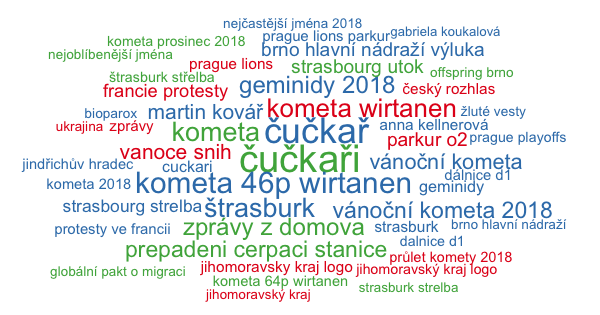 nejčastější jména 2018
prague lions parkur gabriela koukalová
kometa prosinec 2018 brno hlavní nádraží výluka
nejoblíbenější jména prague lions strasbourg utok
štrasburk střelba geminidy 2018 offspring brno
francie protesty český rozhlas
bioparox martin kovář kometa wirtanen žluté vesty
ukrajina zprávy kometa čučkař anna kellnerová
parkur o2 prague playoffs
vanoce snih čučkaři vánoční kometa
jindřichův hradec cuckari dálnice d1
kometa 2018 kometa 46p wirtanen geminidy
strasbourg strelba štrasburk vánoční kometa 2018
protesty ve francii zprávy z domova strasburk brno hlavní nádraží
prepadeni cerpaci stanice dalnice d1
průlet komety 2018
globální pakt o migraci jihomoravsky kraj logo jihomoravský kraj logo
kometa 64p wirtanen strasburk strelba
jihomoravský kraj